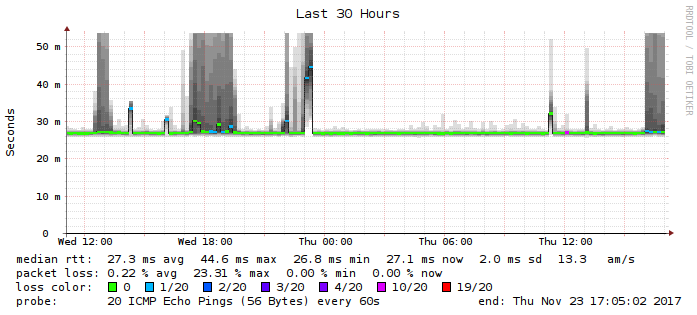 Last 30 Hours
RRDTOOL / TOBI OETIKER
Seconds
50 m
40 m
30 m
20 m
10 m
0
Wed 12:00 Wed 18:00 Thu 00:00 Thu 06:00 Thu 12:00
median rtt: 27.3 ms avg 44.6 ms max 26.8 ms min 27.1 ms now 2.0 ms sd 13.3 am/s
packet loss: 0.22 % avg 23.31 % max 0.00 % min 0.00 % now
loss color: 0 1/20 2/20 3/20 4/20 10/20 19/20
probe: 20 ICMP Echo Pings (56 Bytes) every 60s end: Thu Nov 23 17:05:02 2017